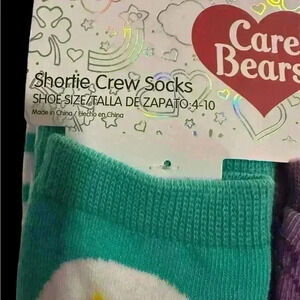 Care
Bears
Shortie Crew Socks
SHOE SIZE/TALLA DE ZAPATO:4-10
Made in China / Hecho en China